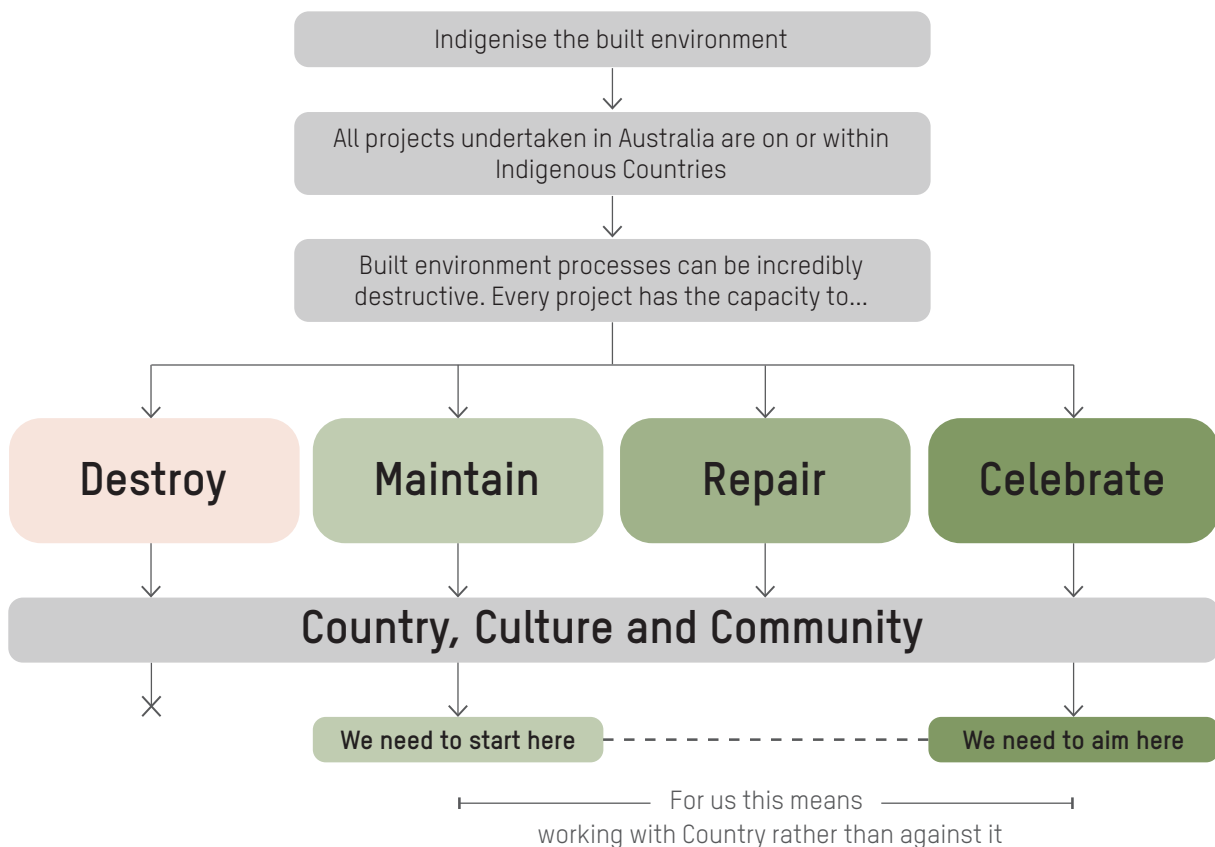 Indigenise the built environment
All projects undertaken in Australia are on or within
Indigenous Countries
Built environment processes can be incredibly
destructive. Every project has the capacity to...
Destroy
Maintain
Repair
Celebrate
Country, Culture and Community
We need to start here
We need to aim here
For us this means
working with Country rather than against it